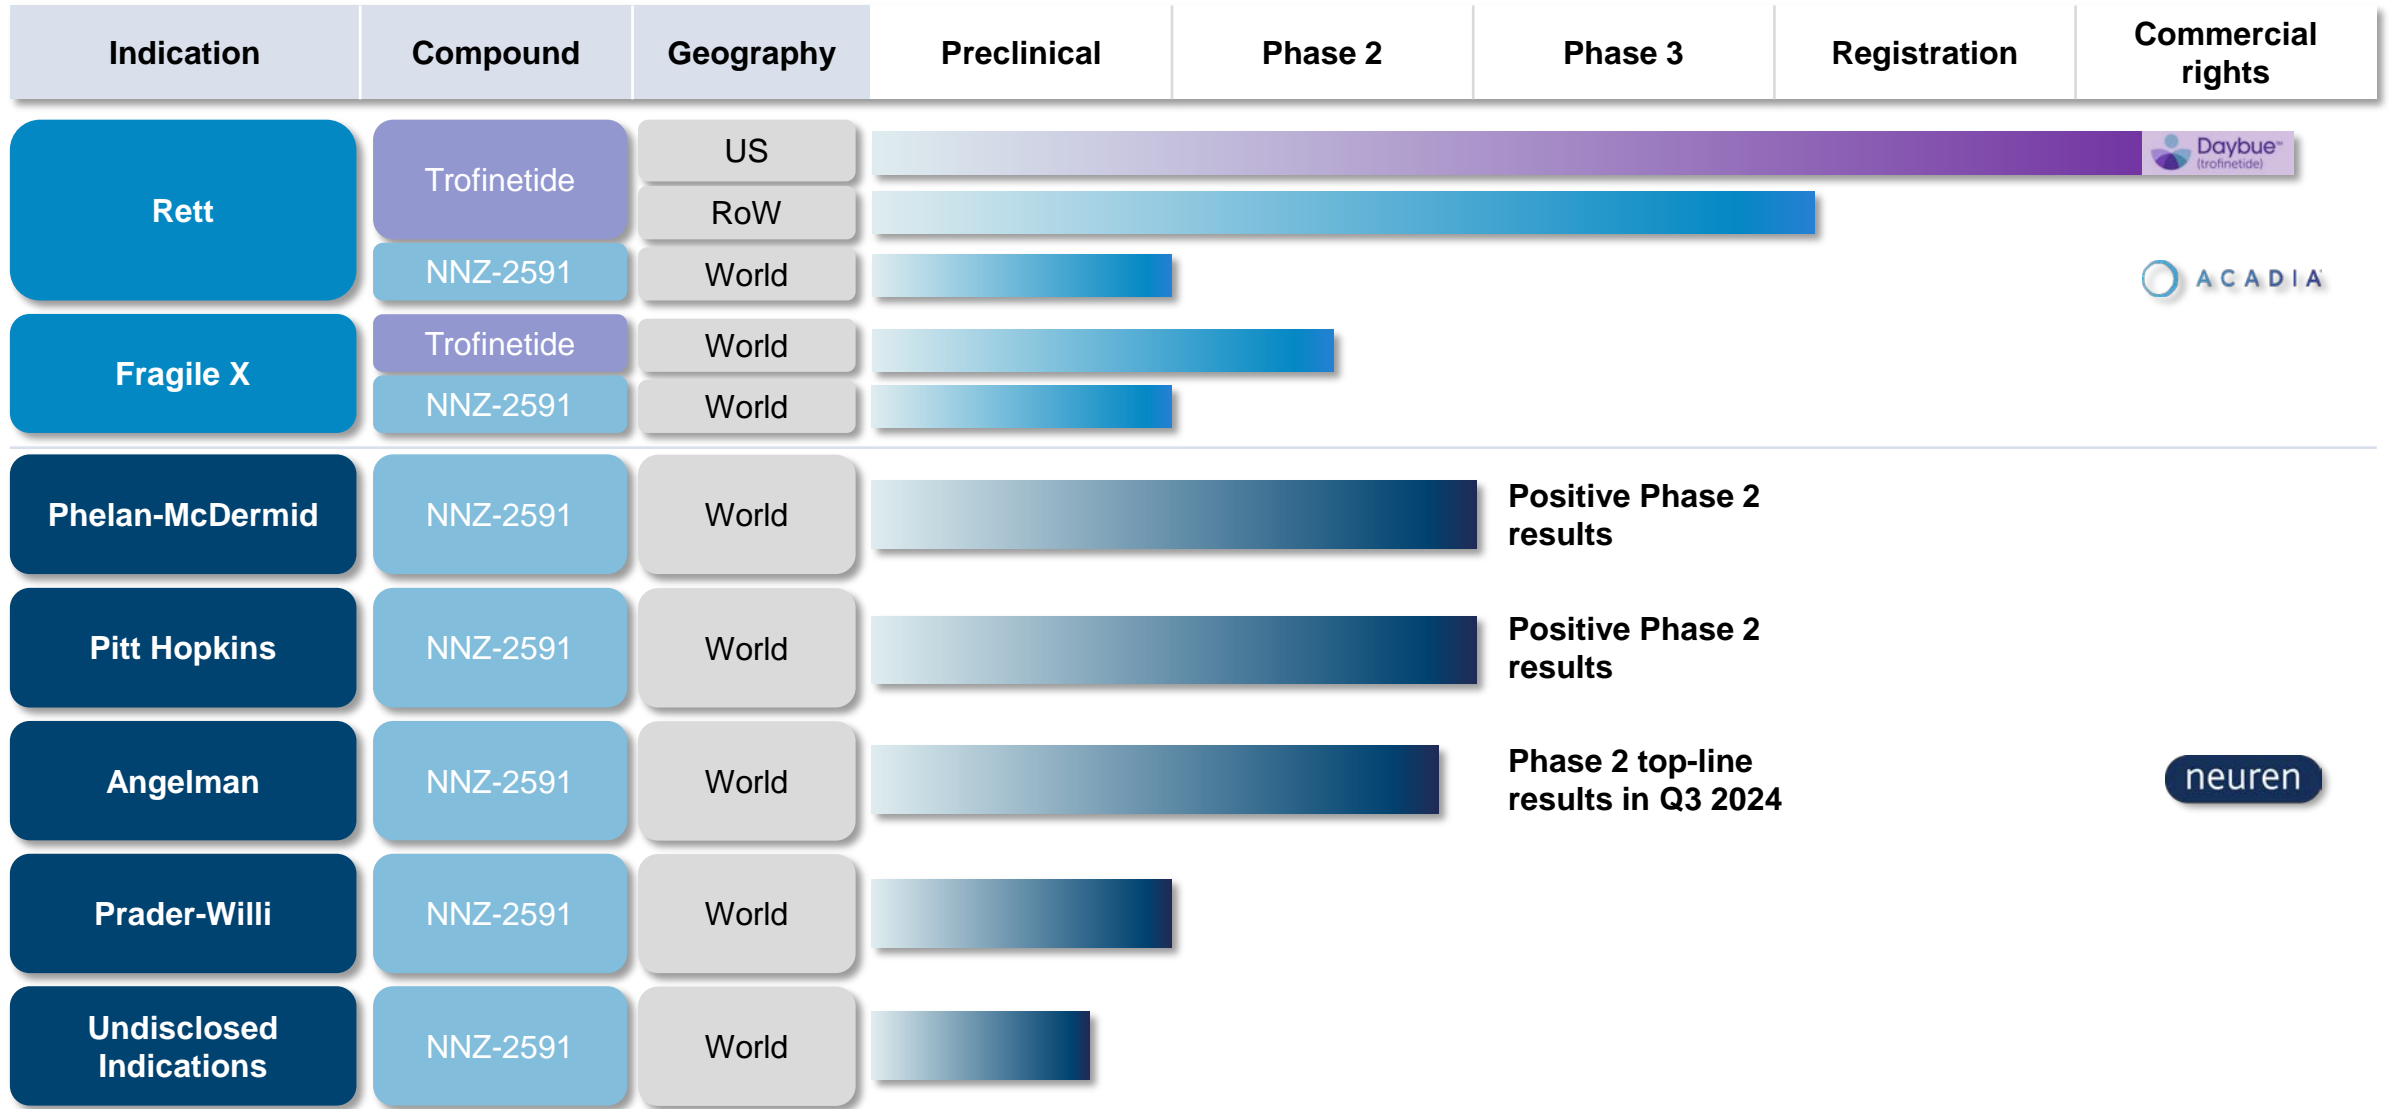 Indication
Compound
Geography
Preclinical
Phase 2
Phase 3
Registration
Commercial
rights
Rett
Trofinetide
US
Daybue™
(trofinetide)
RoW
NNZ-2591
World
ACADIA
Fragile X
Trofinetide
World
NNZ-2591
World
Phelan-McDermid
NNZ-2591
World
Positive Phase 2
results
Pitt Hopkins
NNZ-2591
World
Positive Phase 2
results
Angelman
NNZ-2591
World
Phase 2 top-line
results in Q3 2024
neuren
Prader-Willi
NNZ-2591
World
Undisclosed
Indications
NNZ-2591
World